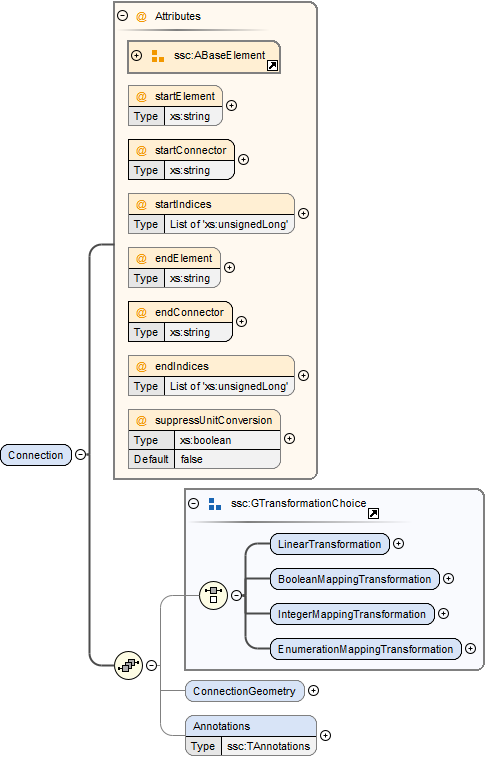 Attributes
ssc:ABaseElement
startElement
Type xs:string
startConnector
Type xs:string
startIndices
Type List of 'xs:unsignedLong'
endElement
Type xs:string
endConnector
Type xs:string
endIndices
Type List of 'xs:unsignedLong'
suppressUnitConversion
Type xs:boolean
Default false
Connection
ssc:GTransformationChoice
LinearTransformation
BooleanMappingTransformation
IntegerMappingTransformation
EnumerationMappingTransformation
ConnectionGeometry
Annotations
Type ssc:TAnnotations